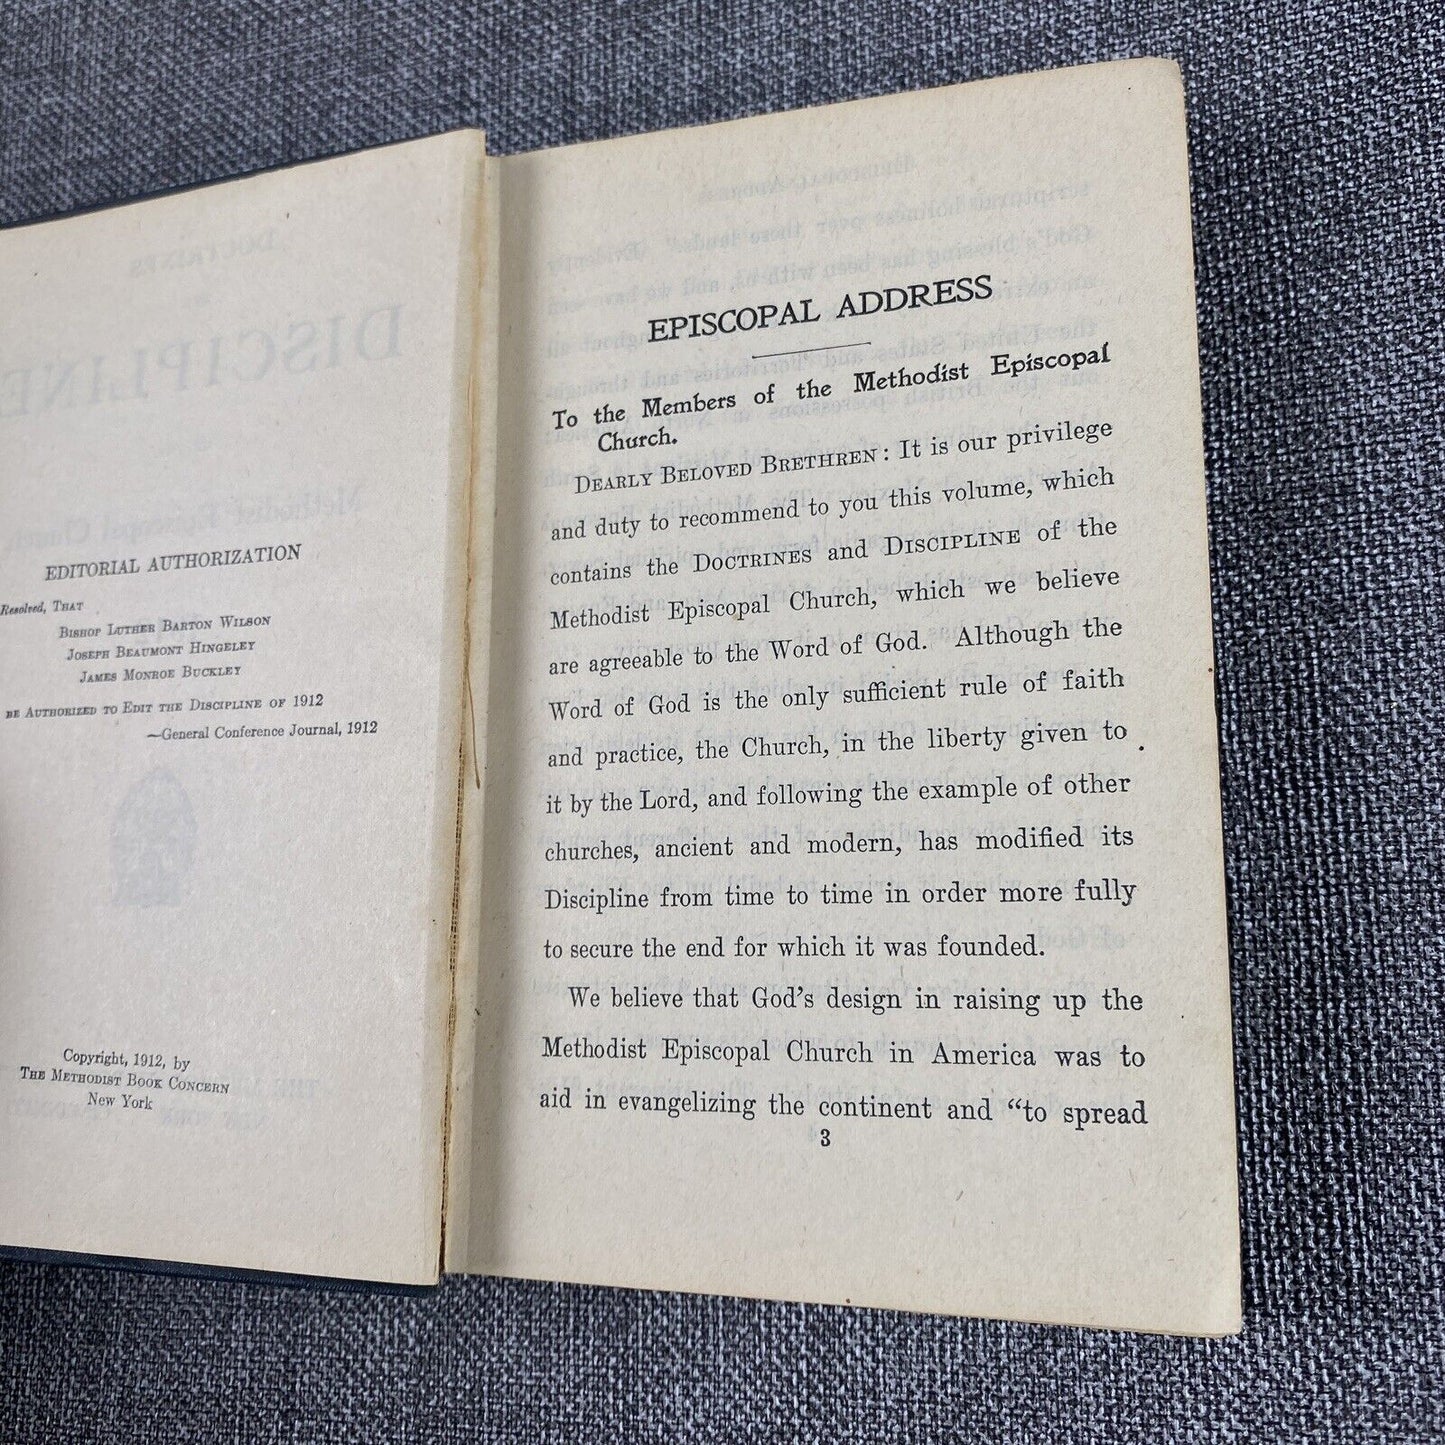 EDITORIAL AUTHORIZATION
Resolved, THAT
BISHOP LUTHER BARTON WILSON
JOSEPH BEAUMONT HINGELEY
JAMES MONROE BUCKLEY
BE AUTHORIZED TO EDIT THE DISCIPLINE OF 1912
—General Conference Journal, 1912
Copyright, 1912, by
THE METHODIST BOOK CONCERN
New York
EPISCOPAL ADDRESS
To the Members of the Methodist Episcopal
Church.
DEARLY BELOVED BRETHREN: It is our privilege
and duty to recommend to you this volume, which
contains the DOCTRINES and DISCIPLINE of the
Methodist Episcopal Church, which we believe
are agreeable to the Word of God. Although the
Word of God is the only sufficient rule of faith
and practice, the Church, in the liberty given to
it by the Lord, and following the example of other
churches, ancient and modern, has modified its
Discipline from time to time in order more fully
to secure the end for which it was founded.
We believe that God's design in raising up the
Methodist Episcopal Church in America was to
aid in evangelizing the continent and "to spread
3